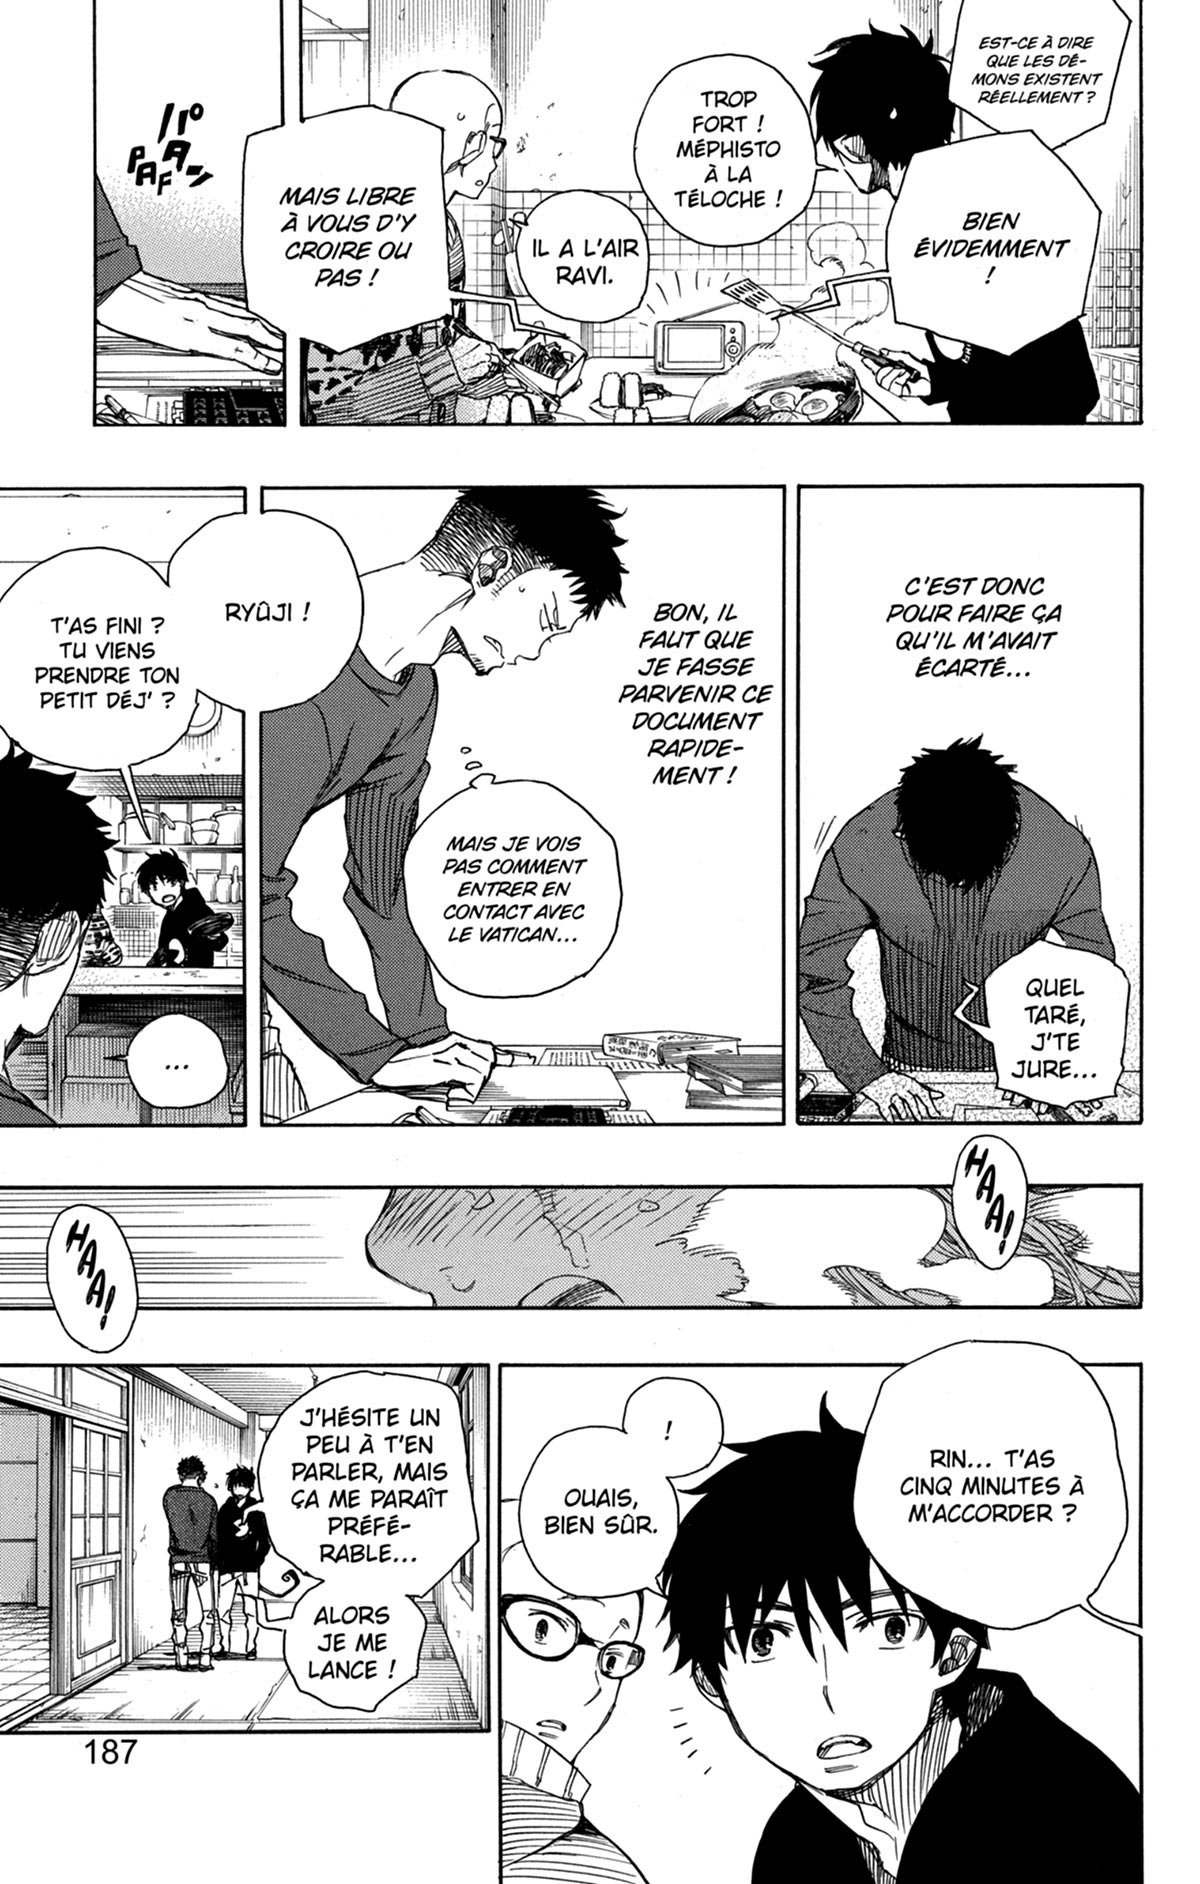 EST-CE À DIRE
QUE LES DÉ-
MONS EXISTENT
RÉELLEMENT ?
TROP
FORT !
MÉPHISTO
À LA
TÉLOCHE !
BIEN
ÉVIDEMMENT
!
IL A L'AIR
RAVI.
MAIS LIBRE
À VOUS D'Y
CROIRE OU
PAS !
パタン
PAF
C'EST DONC
POUR FAIRE ÇA
QU'IL M'AVAIT
ÉCARTÉ...
QUEL
TARÉ,
J'TE
JURE...
BON, IL
FAUT QUE
JE FASSE
PARVENIR CE
DOCUMENT
RAPIDE-
MENT !
MAIS JE VOIS
PAS COMMENT
ENTRER EN
CONTACT AVEC
LE VATICAN...
RYÛJI !
T'AS FINI ?
TU VIENS
PRENDRE TON
PETIT DÉJ' ?
...
HAA!
HAA!
RIN... T'AS
CINQ MINUTES À
M'ACCORDER ?
!
OUAIS,
BIEN SÛR.
J'HÉSITE UN
PEU À T'EN
PARLER, MAIS
ÇA ME PARAÎT
PRÉFÉ-
RABLE...
ALORS
JE ME
LANCE !
187